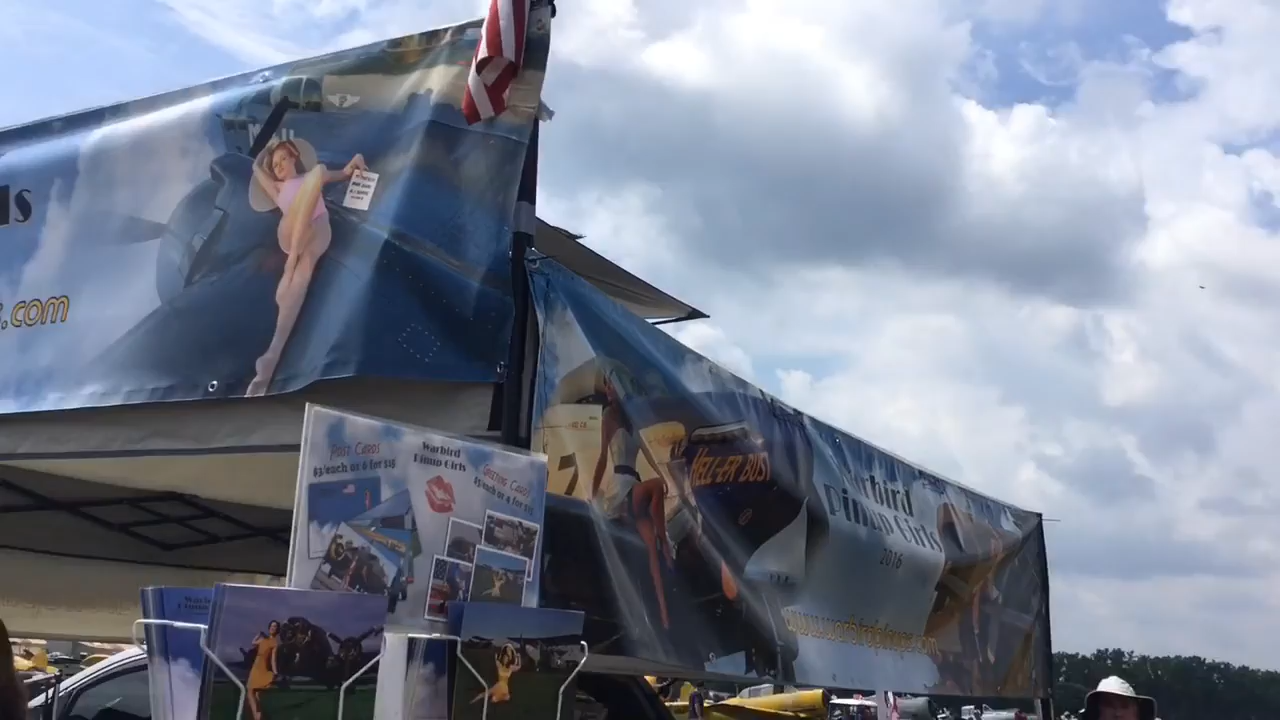 s
.com
Post Cards
$3/each or 6 for $15
Warbird
Pinup Girls
Greeting Cards
$5/each or 4 for $15
HELL-ER BUST
Warbird
Pinup Girls
2016